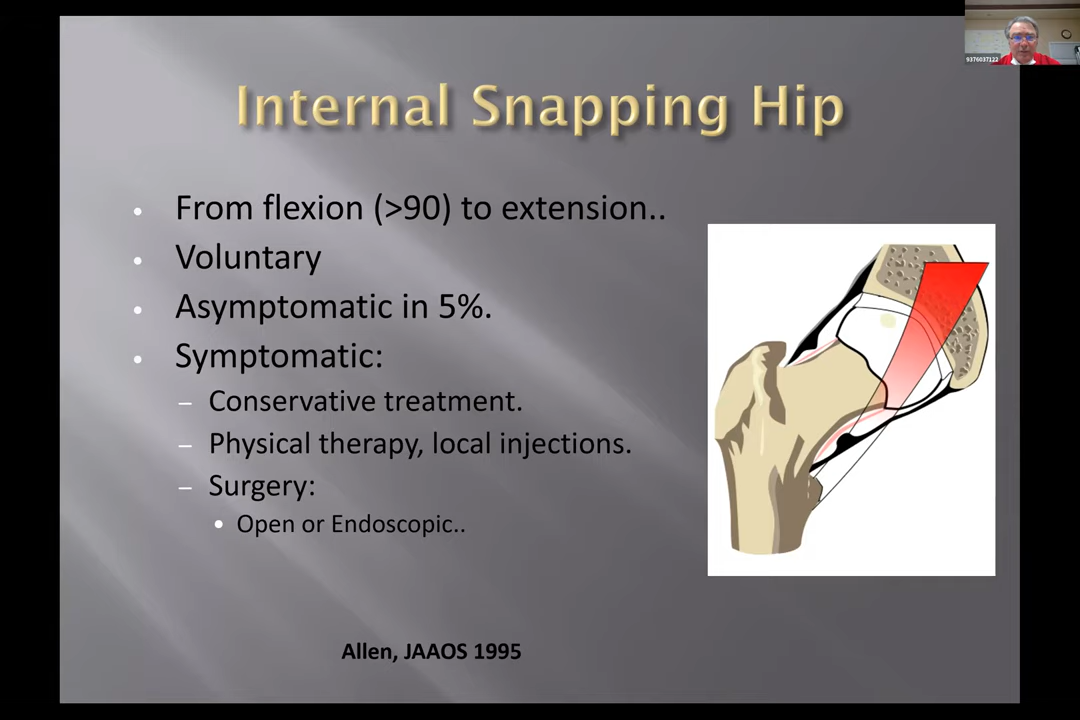 9376037122
Internal Snapping Hip
• From flexion (>90) to extension..
• Voluntary
• Asymptomatic in 5%.
• Symptomatic:
– Conservative treatment.
– Physical therapy, local injections.
– Surgery:
• Open or Endoscopic..
Allen, JAAOS 1995